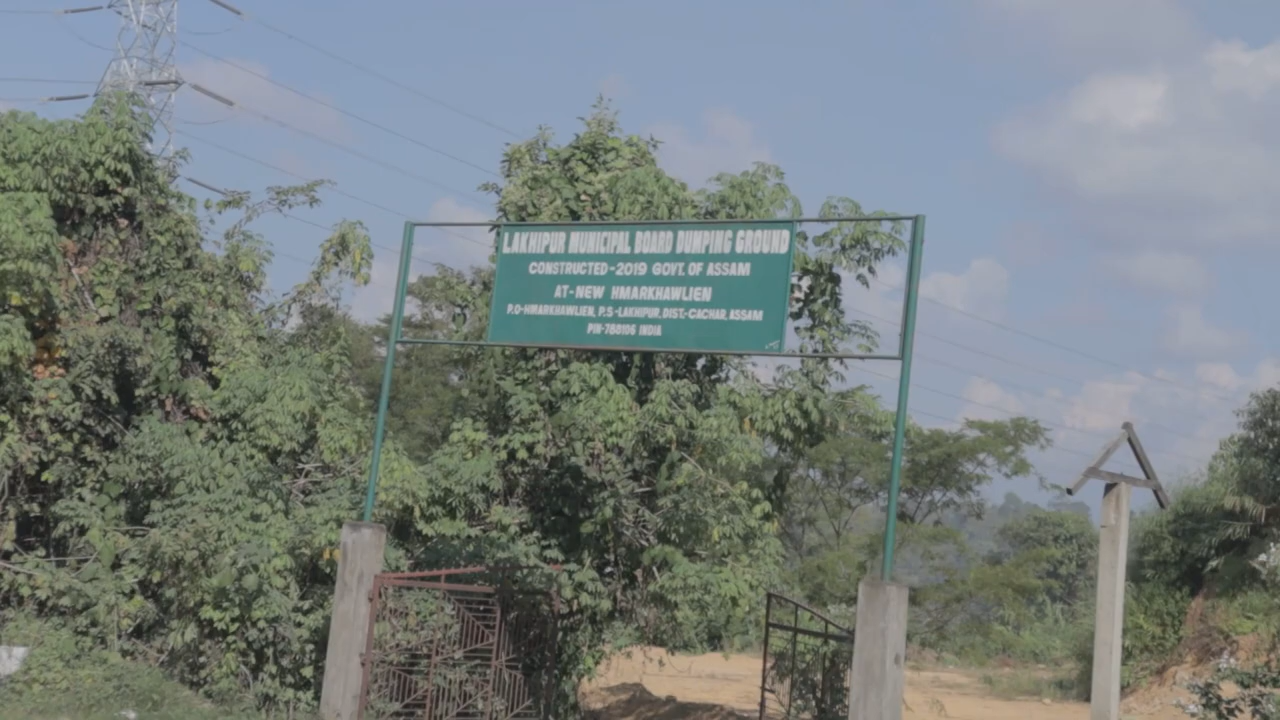 LAKHIPUR MUNICIPAL BOARD DUMPING GROUND
CONSTRUCTED-2019 GOVT. OF ASSAM
AT-NEW HMARKHAWLIEN
P.O-HMARKHAWLIEN, P.S-LAKHIPUR, DIST.-CACHAR, ASSAM
PIN-788106 INDIA